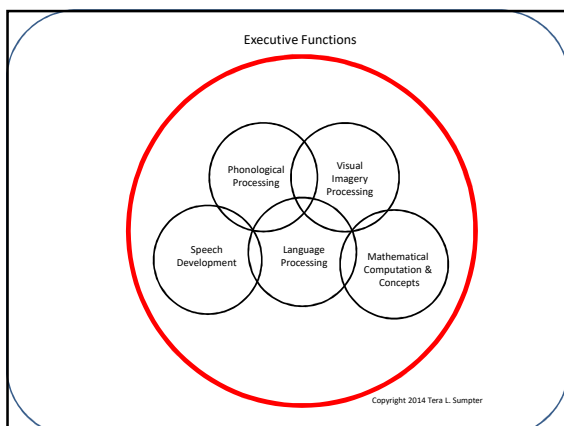 Executive Functions
Phonological
Processing
Visual
Imagery
Processing
Speech
Development
Language
Processing
Mathematical
Computation &
Concepts
Copyright 2014 Tera L. Sumpter